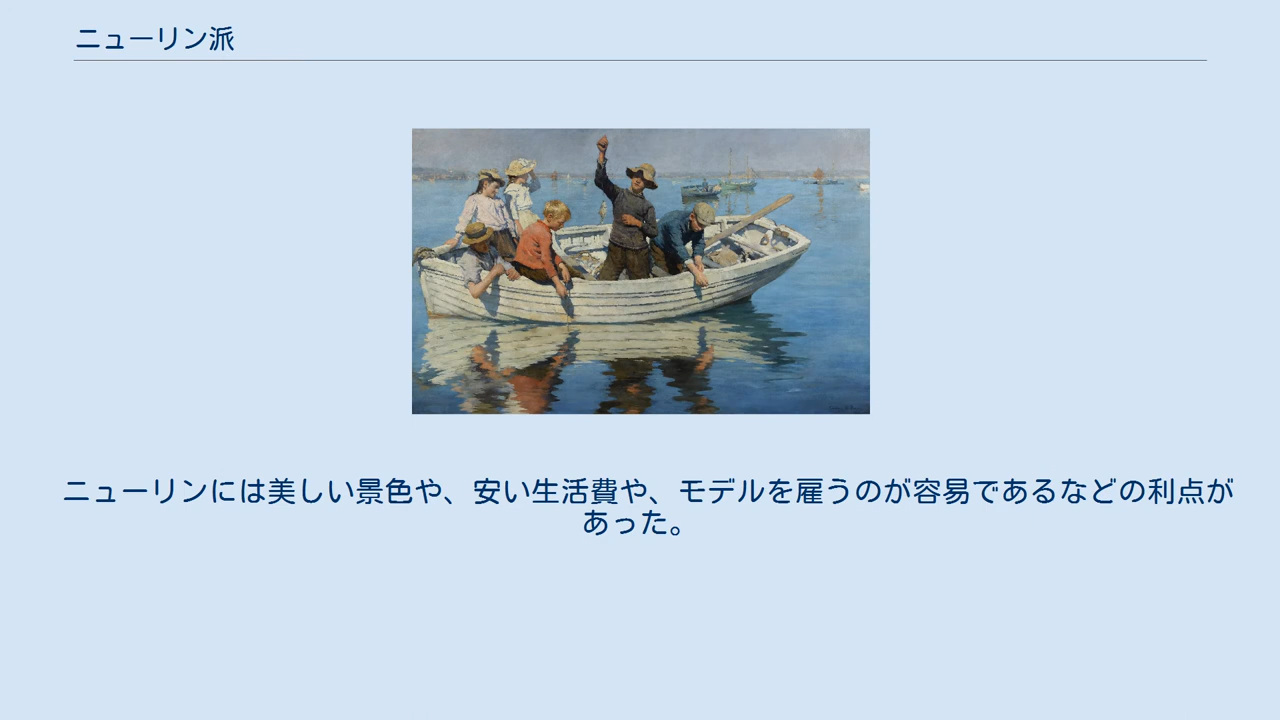 ニューリン派
ニューリンには美しい景色や、安い生活費や、モデルを雇うのが容易であるなどの利点が
あった。